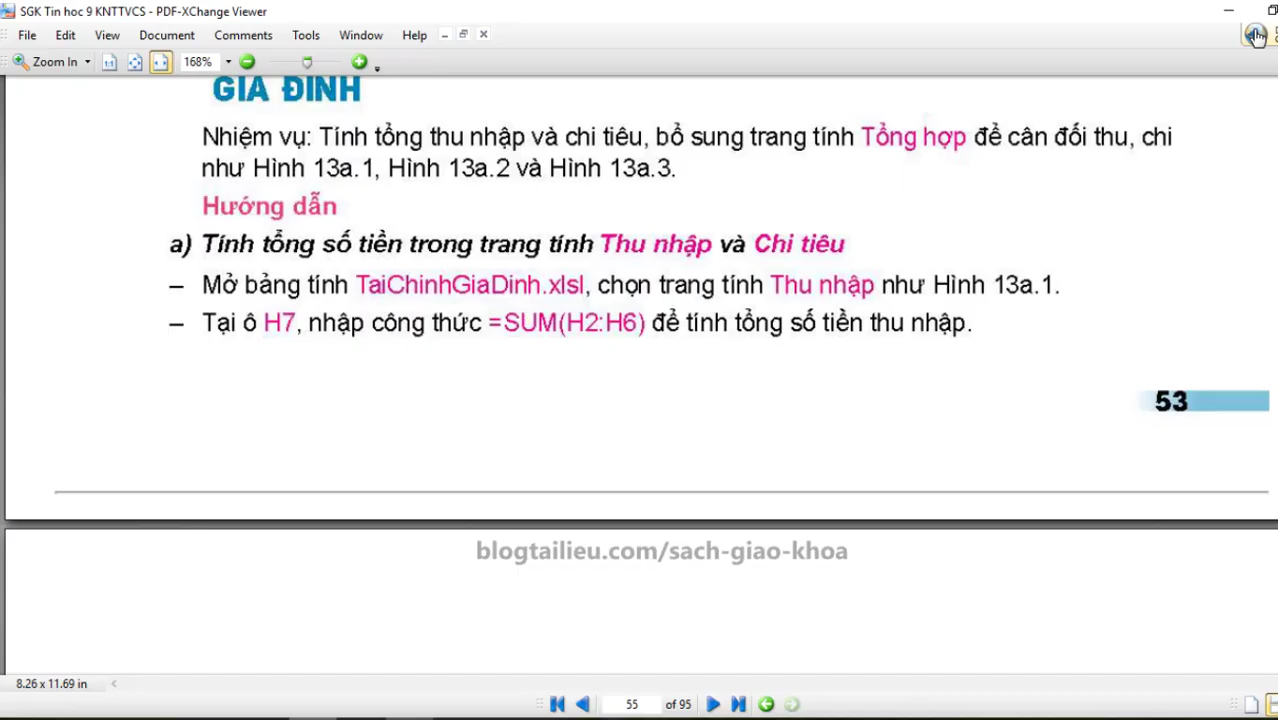 SGK Tin hoc 9 KNTTVCS - PDF-XChange Viewer
File Edit View Document Comments Tools Window Help
Zoom In 168%
GIA ĐÌNH
Nhiệm vụ: Tính tổng thu nhập và chi tiêu, bổ sung trang tính Tổng hợp để cân đối thu, chi
như Hình 13a.1, Hình 13a.2 và Hình 13a.3.
Hướng dẫn
a) Tính tổng số tiền trong trang tính Thu nhập và Chi tiêu
– Mở bảng tính TaiChinhGiaDinh.xlsl, chọn trang tính Thu nhập như Hình 13a.1.
– Tại ô H7, nhập công thức =SUM(H2:H6) để tính tổng số tiền thu nhập.
53
blogtailieu.com/sach-giao-khoa
8.26 x 11.69 in
55 of 95